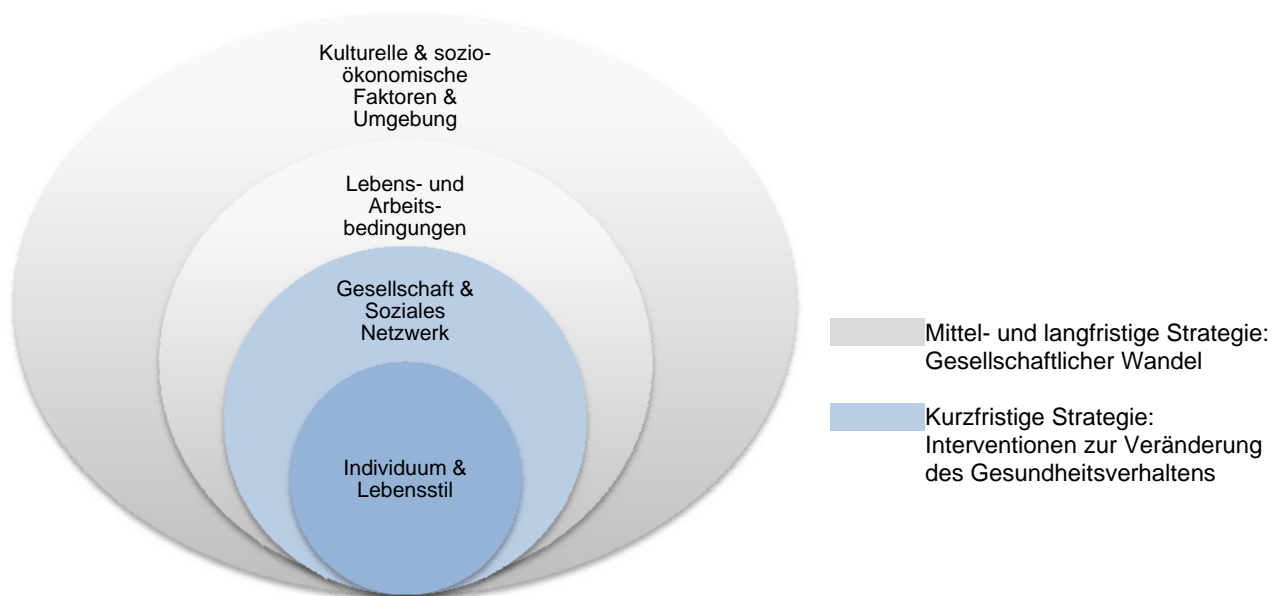 Kulturelle & sozio-
ökonomische
Faktoren &
Umgebung
Lebens- und
Arbeits-
bedingungen
Gesellschaft &
Soziales
Netzwerk
Individuum &
Lebensstil
Mittel- und langfristige Strategie:
Gesellschaftlicher Wandel
Kurzfristige Strategie:
Interventionen zur Veränderung
des Gesundheitsverhaltens